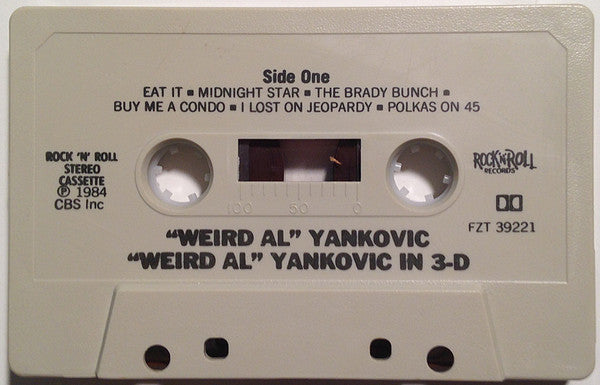 Side One
EAT IT ▪ MIDNIGHT STAR ▪ THE BRADY BUNCH ▪
BUY ME A CONDO ▪ I LOST ON JEOPARDY ▪ POLKAS ON 45
ROCK 'N' ROLL
STEREO
CASSETTE
℗ 1984
CBS Inc
ROCK 'N' ROLL
RECORDS
FZT 39221
100 50 0
"WEIRD AL" YANKOVIC
"WEIRD AL" YANKOVIC IN 3-D